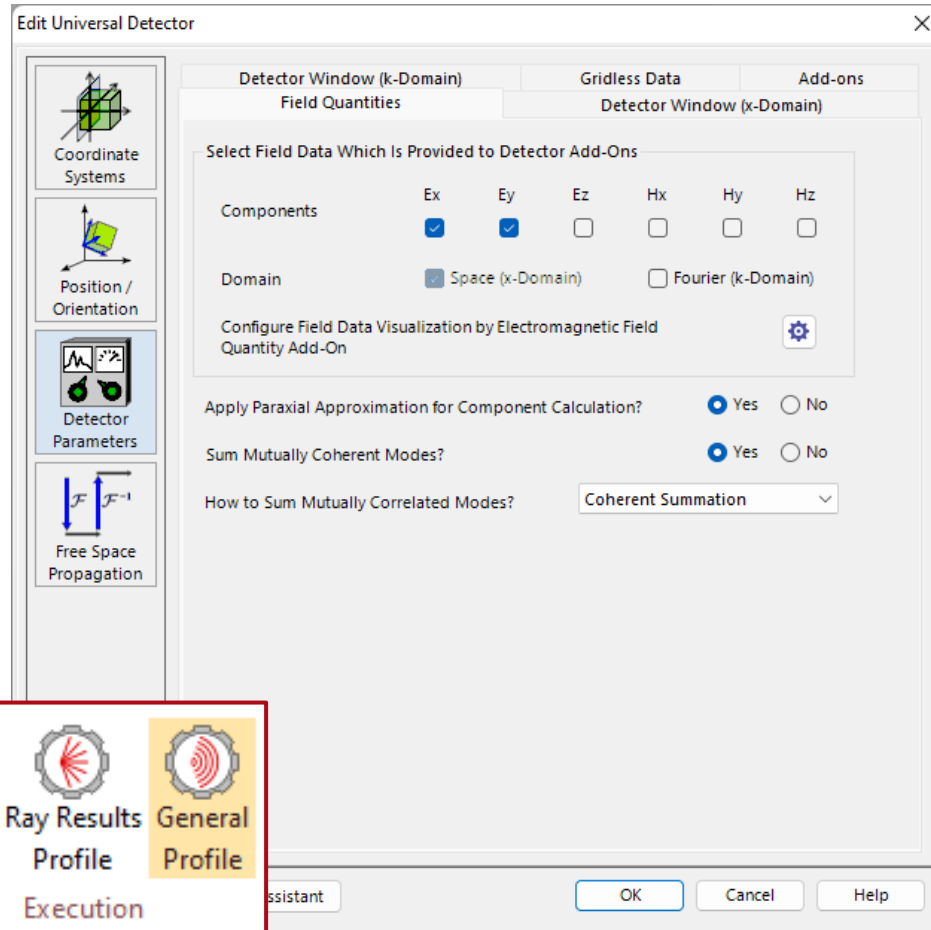 Edit Universal Detector
Coordinate
Systems
Position /
Orientation
Detector
Parameters
ℱ ℱ⁻¹
Free Space
Propagation
Detector Window (k-Domain) Gridless Data Add-ons
Field Quantities Detector Window (x-Domain)
Select Field Data Which Is Provided to Detector Add-Ons
Ex Ey Ez Hx Hy Hz
Components
Domain Space (x-Domain) Fourier (k-Domain)
Configure Field Data Visualization by Electromagnetic Field
Quantity Add-On
Apply Paraxial Approximation for Component Calculation? Yes No
Sum Mutually Coherent Modes? Yes No
How to Sum Mutually Correlated Modes? Coherent Summation
Ray Results General
Profile Profile
Execution
ssistant OK Cancel Help